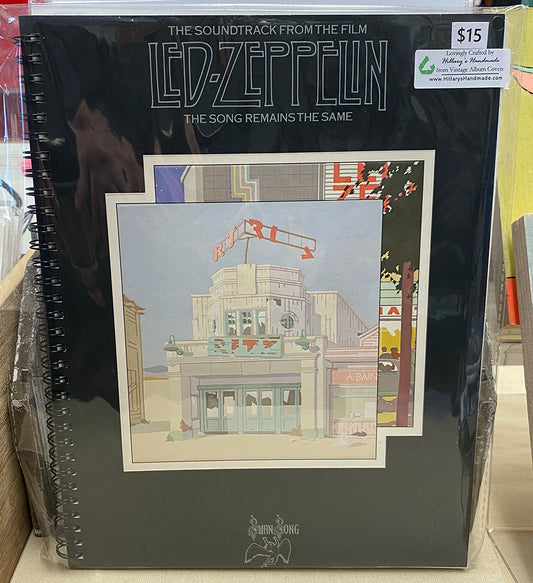 THE SOUNDTRACK FROM THE FILM
LED-ZEPPELIN
THE SONG REMAINS THE SAME
$15
Lovingly Crafted by
Hillary's Handmade
from Vintage Album Covers
www.HillarysHandmade.com
RITZ
A-BAIN
SWAN SONG